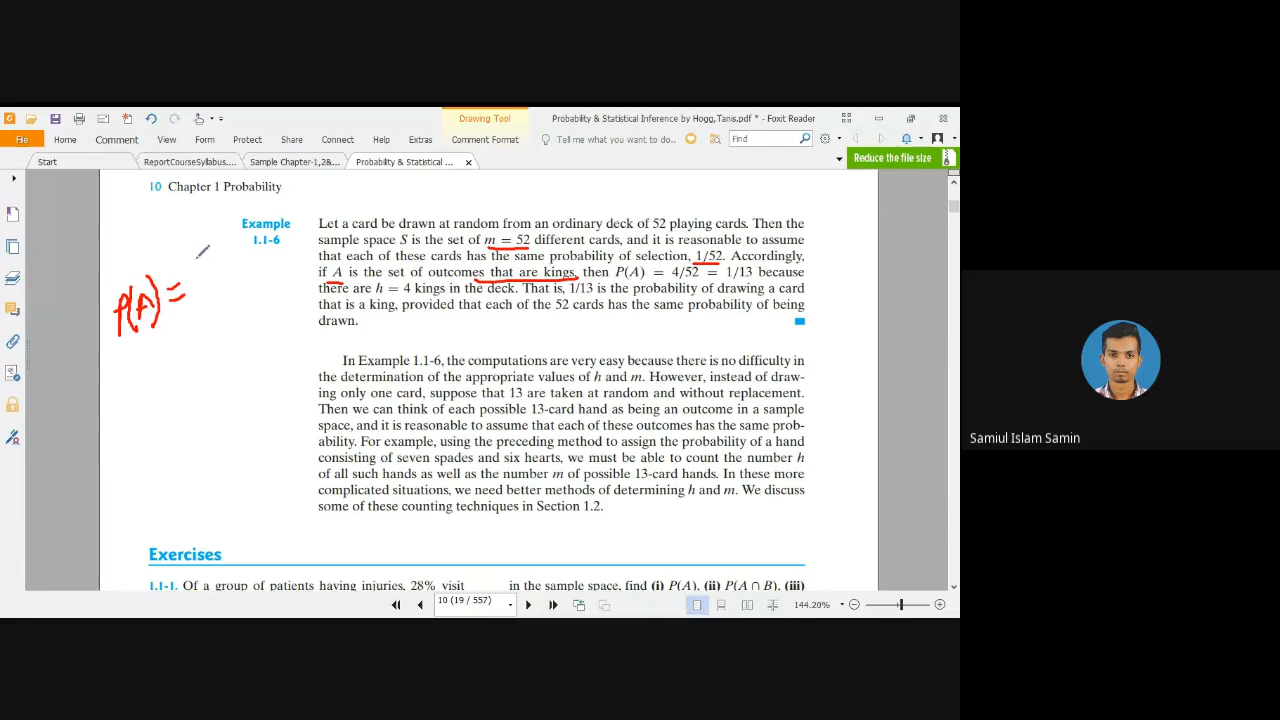 Drawing Tool
Probability & Statistical Inference by Hogg,Tanis.pdf * - Foxit Reader
File
Home
Comment
View
Form
Protect
Share
Connect
Help
Extras
Comment Format
Tell me what you want to do...
Find
Start
ReportCourseSyllabus....
Sample Chapter-1,2&...
Probability & Statistical ...
Reduce the file size
10 Chapter 1 Probability
Example
1.1-6
Let a card be drawn at random from an ordinary deck of 52 playing cards. Then the
sample space S is the set of m = 52 different cards, and it is reasonable to assume
that each of these cards has the same probability of selection, 1/52. Accordingly,
if A is the set of outcomes that are kings, then P(A) = 4/52 = 1/13 because
there are h = 4 kings in the deck. That is, 1/13 is the probability of drawing a card
that is a king, provided that each of the 52 cards has the same probability of being
drawn.
P(A) =
In Example 1.1-6, the computations are very easy because there is no difficulty in
the determination of the appropriate values of h and m. However, instead of draw-
ing only one card, suppose that 13 are taken at random and without replacement.
Then we can think of each possible 13-card hand as being an outcome in a sample
space, and it is reasonable to assume that each of these outcomes has the same prob-
ability. For example, using the preceding method to assign the probability of a hand
consisting of seven spades and six hearts, we must be able to count the number h
of all such hands as well as the number m of possible 13-card hands. In these more
complicated situations, we need better methods of determining h and m. We discuss
some of these counting techniques in Section 1.2.
Exercises
1.1-1. Of a group of patients having injuries, 28% visit
in the sample space, find (i) P(A), (ii) P(A ∩ B), (iii)
10 (19 / 557)
144.20%
Samiul Islam Samin